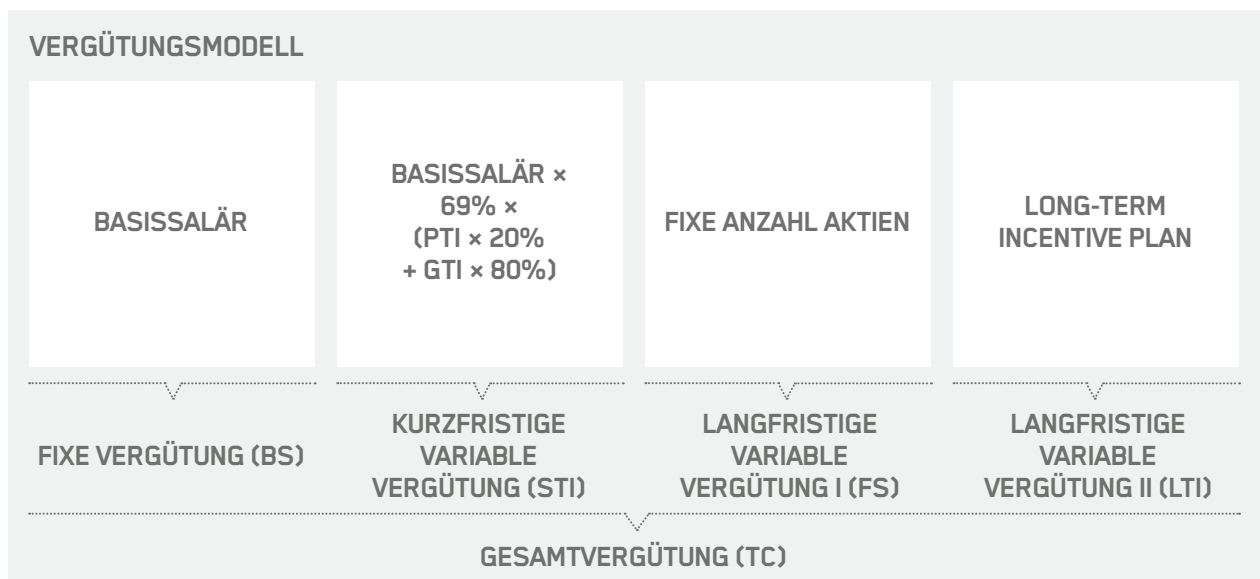 VERGÜTUNGSMODELL
BASISSALÄR
BASISSALÄR ×
69% ×
(PTI × 20%
+ GTI × 80%)
FIXE ANZAHL AKTIEN
LONG-TERM
INCENTIVE PLAN
FIXE VERGÜTUNG (BS)
KURZFRISTIGE
VARIABLE
VERGÜTUNG (STI)
LANGFRISTIGE
VARIABLE
VERGÜTUNG I (FS)
LANGFRISTIGE
VARIABLE
VERGÜTUNG II (LTI)
GESAMTVERGÜTUNG (TC)